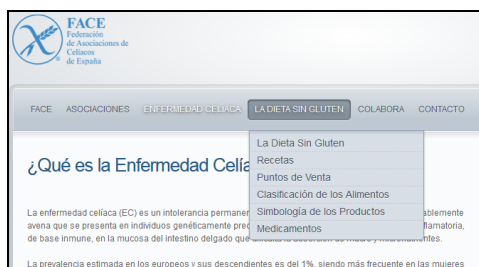 FACE
Federación
de Asociaciones de
Celíacos
de España
FACE ASOCIACIONES ENFERMEDAD CELÍACA LA DIETA SIN GLUTEN COLABORA CONTACTO
La Dieta Sin Gluten
Recetas
Puntos de Venta
Clasificación de los Alimentos
Simbología de los Productos
Medicamentos
¿Qué es la Enfermedad Celía
La enfermedad celíaca (EC) es un intolerancia permaner ablemente
avena que se presenta en individuos genéticamente pre flamatoria,
de base inmune, en la mucosa del intestino delgado que
La prevalencia estimada en los europeos y sus descendientes es del 1%, siendo más frecuente en las mujeres